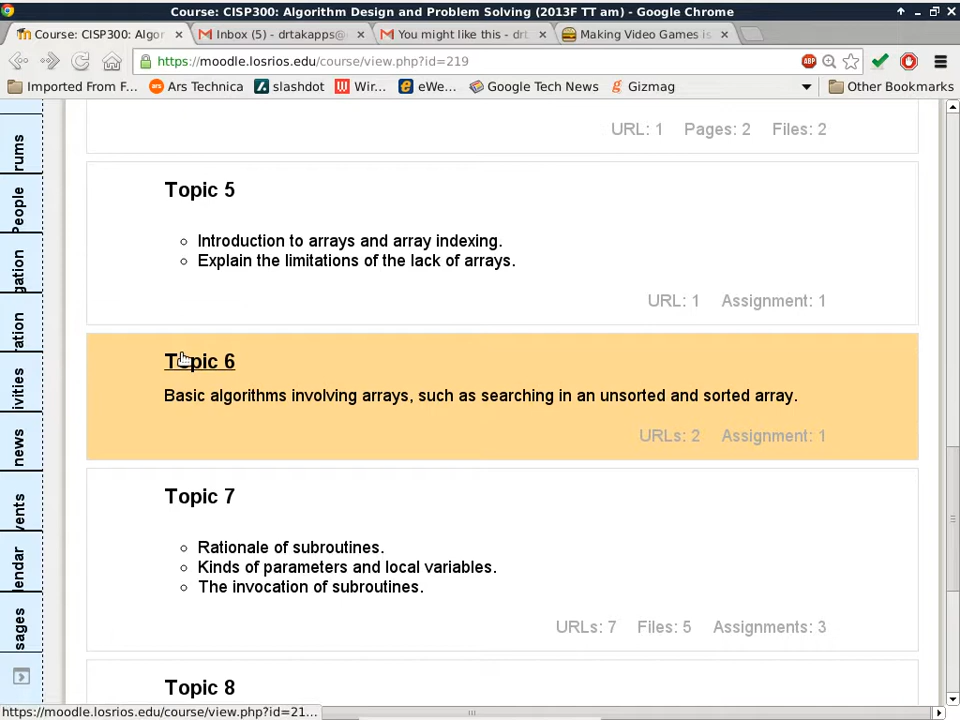 Course: CISP300: Algorithm Design and Problem Solving (2013F TT am) - Google Chrome
Course: CISP300: Algor
Inbox (5) - drtakapps@
You might like this - drt
Making Video Games is
https://moodle.losrios.edu/course/view.php?id=219
ABP
Imported From F...
Ars Technica
slashdot
Wir...
eWe...
Google Tech News
Gizmag
Other Bookmarks
URL: 1 Pages: 2 Files: 2
rums
People
gation
ration
ivities
news
vents
lendar
sages
Topic 5
Introduction to arrays and array indexing.
Explain the limitations of the lack of arrays.
URL: 1 Assignment: 1
Topic 6
Basic algorithms involving arrays, such as searching in an unsorted and sorted array.
URLs: 2 Assignment: 1
Topic 7
Rationale of subroutines.
Kinds of parameters and local variables.
The invocation of subroutines.
URLs: 7 Files: 5 Assignments: 3
Topic 8
https://moodle.losrios.edu/course/view.php?id=21...